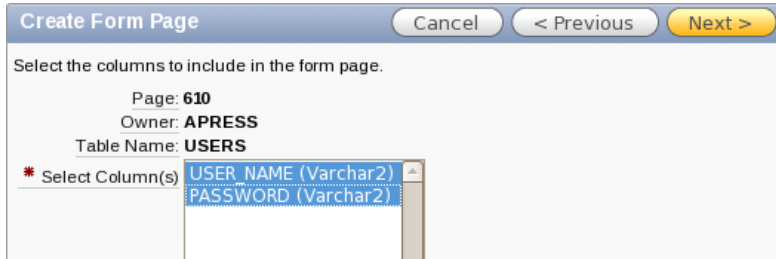 Create Form Page Cancel < Previous Next >
Select the columns to include in the form page.
Page: 610
Owner: APRESS
Table Name: USERS
* Select Column(s) USER_NAME (Varchar2)
PASSWORD (Varchar2)